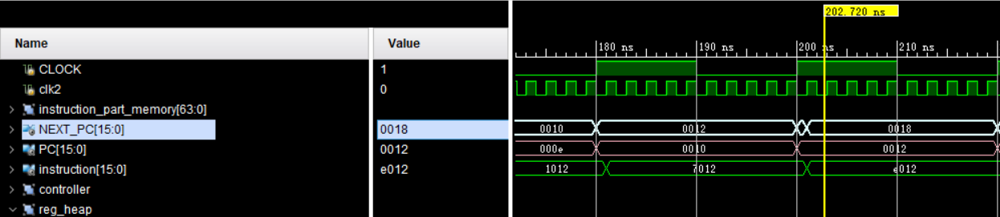 202.720 ns
Name Value
180 ns 190 ns 200 ns 210 ns
CLOCK 1
clk2 0
instruction_part_memory[63:0]
NEXT_PC[15:0] 0018 0010 0012 0018
PC[15:0] 0012 000e 0010 0012
instruction[15:0] e012 1012 7012 e012
controller
reg_heap